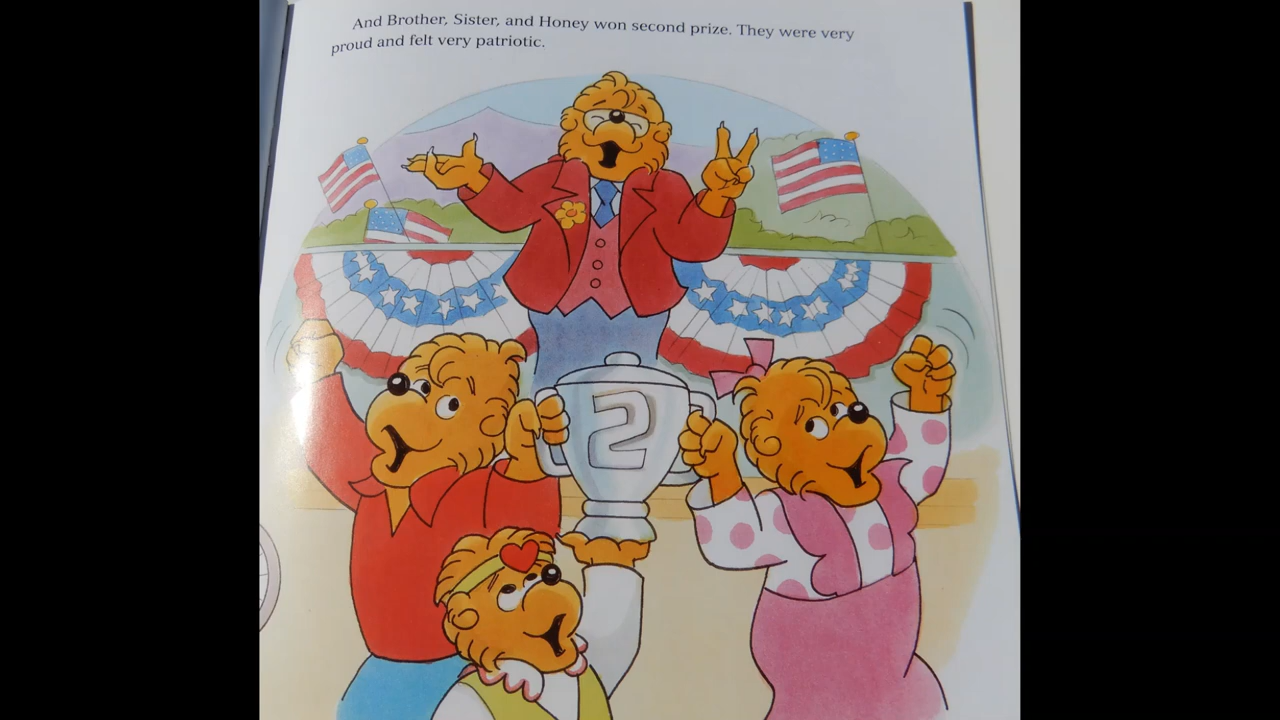 And Brother, Sister, and Honey won second prize. They were very
proud and felt very patriotic.
2